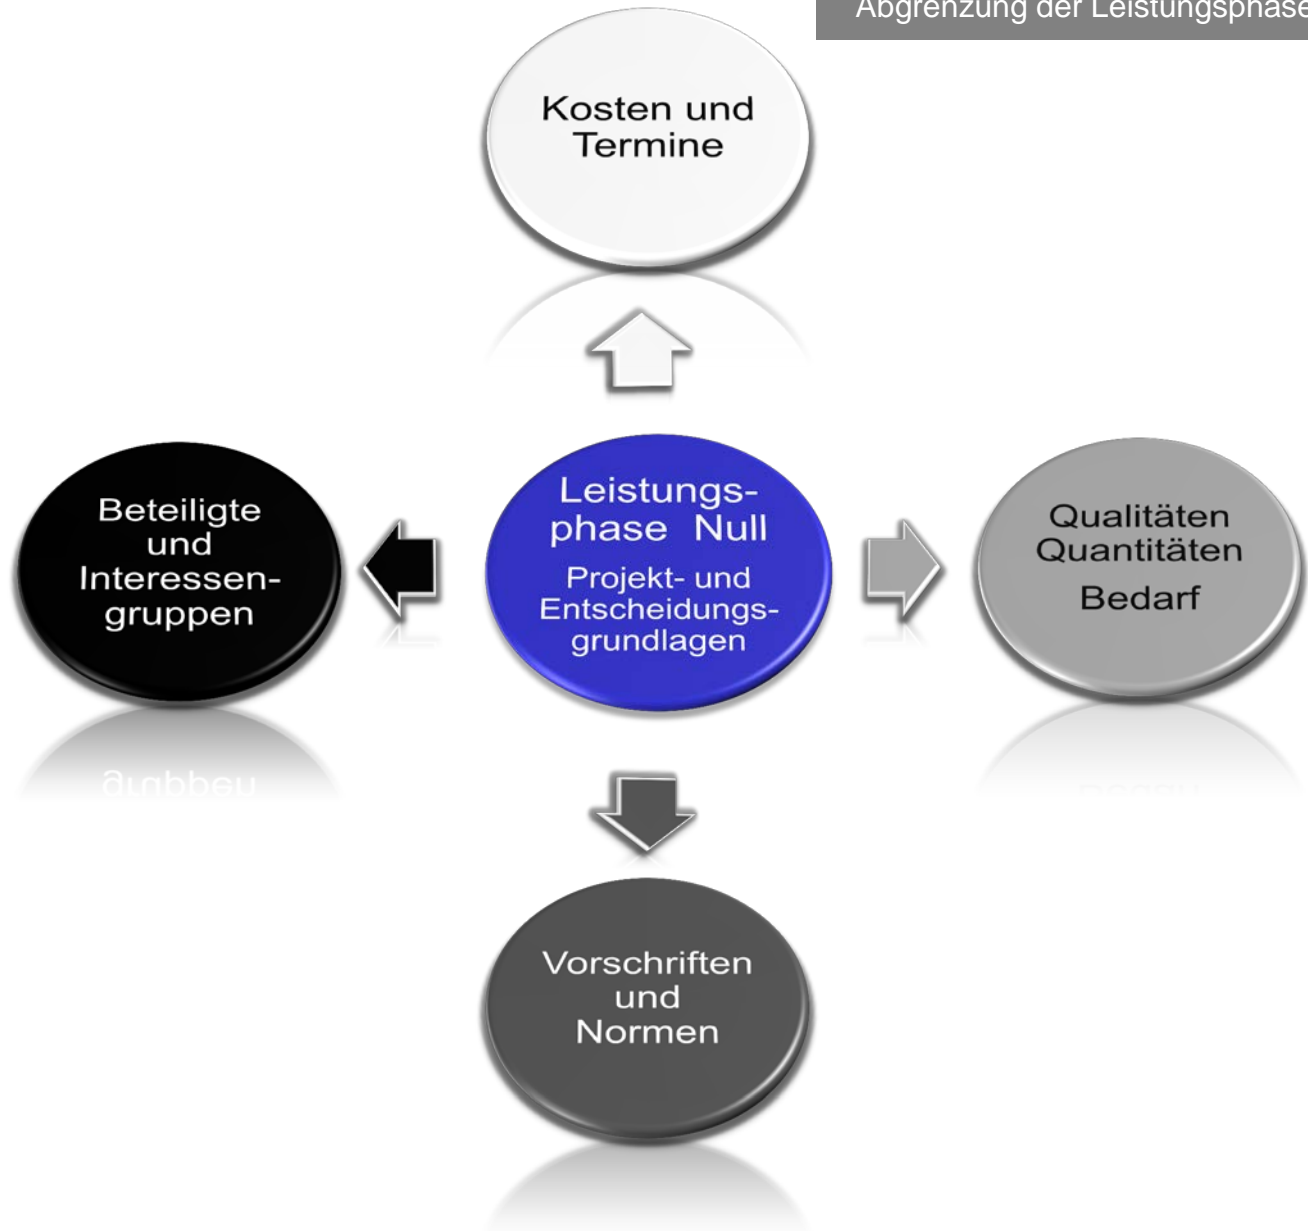 Abgrenzung der Leistungsphase
Kosten und
Termine
Beteiligte
und
Interessen-
gruppen
Leistungs-
phase Null
Projekt- und
Entscheidungs-
grundlagen
Qualitäten
Quantitäten
Bedarf
Vorschriften
und
Normen